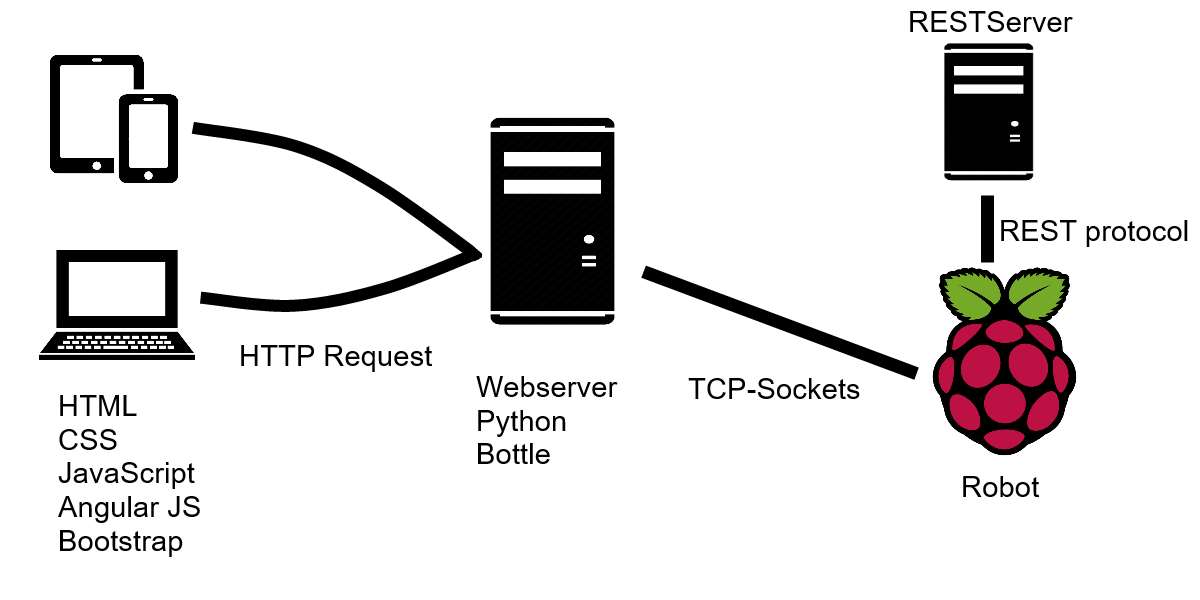 RESTServer
REST protocol
HTTP Request
Webserver
Python
Bottle
TCP-Sockets
HTML
CSS
JavaScript
Angular JS
Bootstrap
Robot